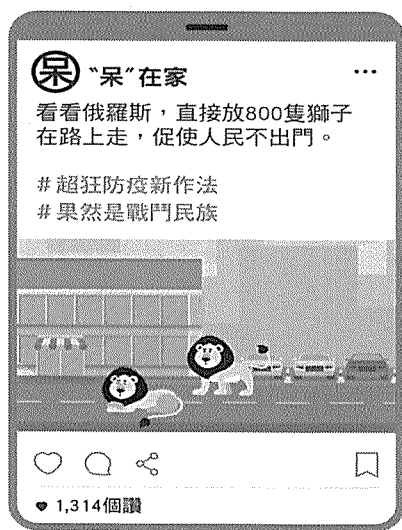 呆 “呆”在家
看看俄羅斯，直接放800隻獅子
在路上走，促使人民不出門。
#超狂防疫新作法
#果然是戰鬥民族
1,314個讚